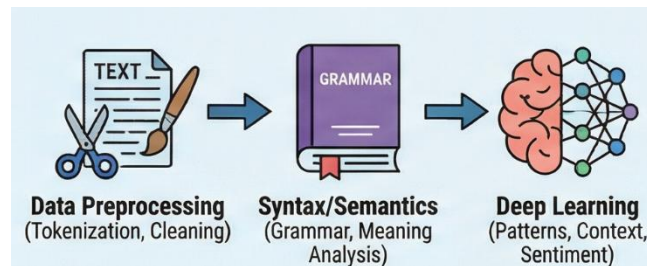 TEXT
GRAMMAR
Data Preprocessing
(Tokenization, Cleaning)
Syntax/Semantics
(Grammar, Meaning
Analysis)
Deep Learning
(Patterns, Context,
Sentiment)